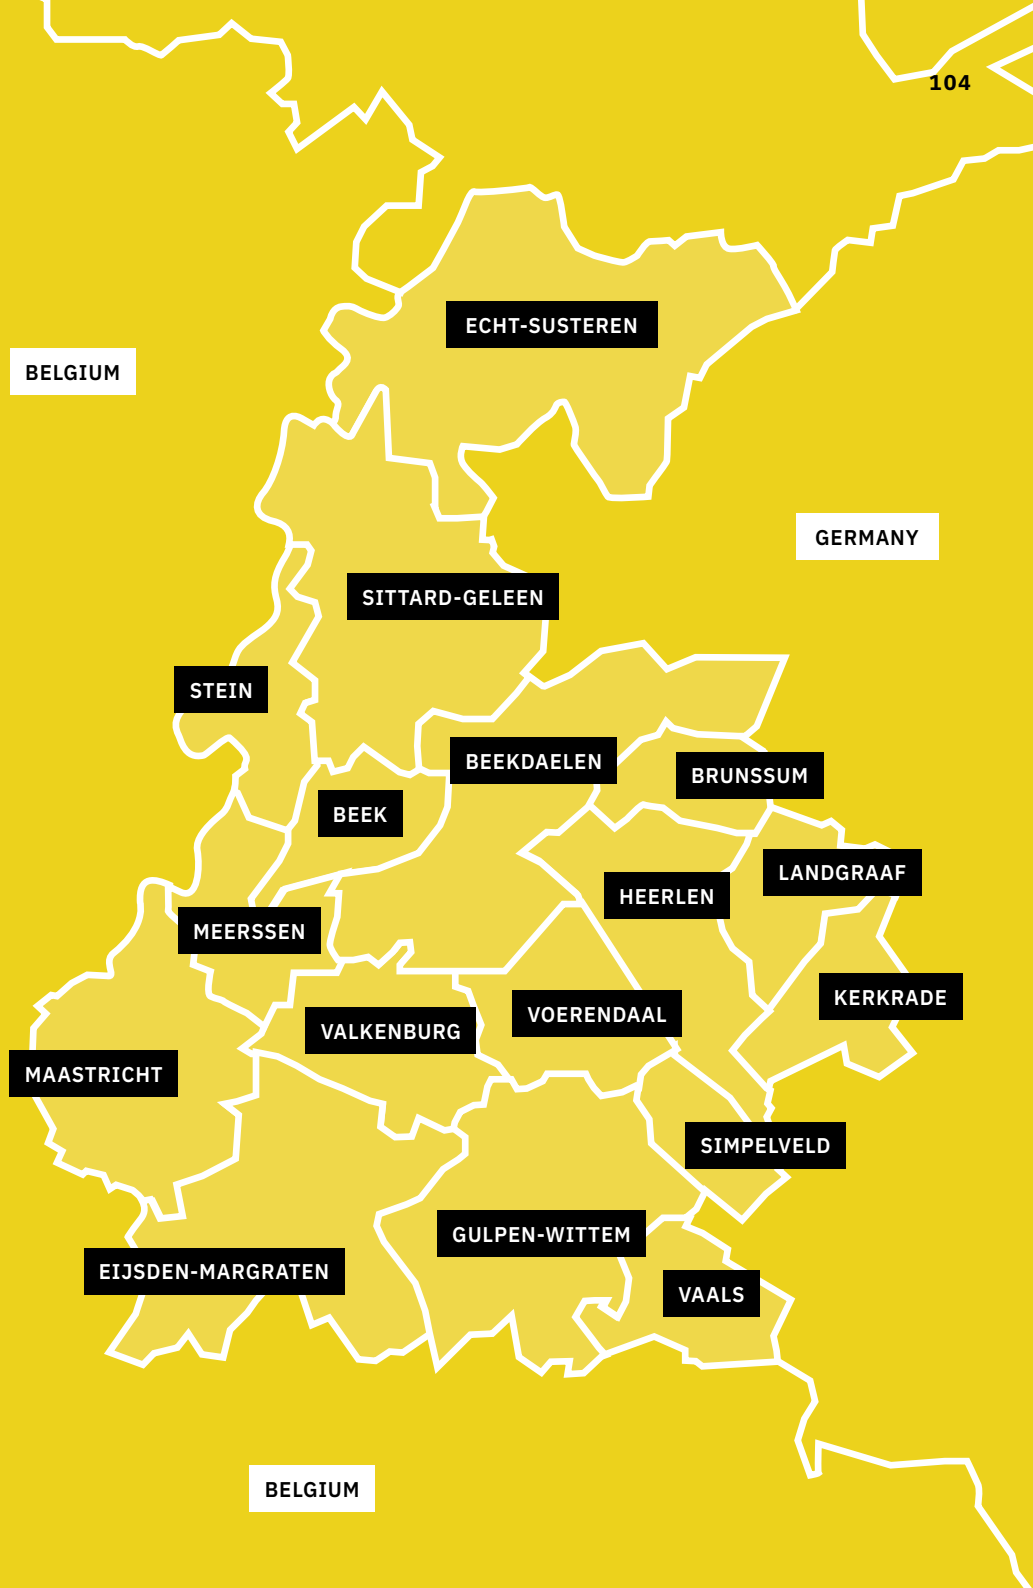 104
ECHT-SUSTEREN
BELGIUM
GERMANY
SITTARD-GELEEN
STEIN
BEEKDAELEN
BRUNSSUM
BEEK
LANDGRAAF
HEERLEN
MEERSSEN
KERKRADE
VOERENDAAL
VALKENBURG
MAASTRICHT
SIMPELVELD
GULPEN-WITTEM
EIJSDEN-MARGRATEN
VAALS
BELGIUM